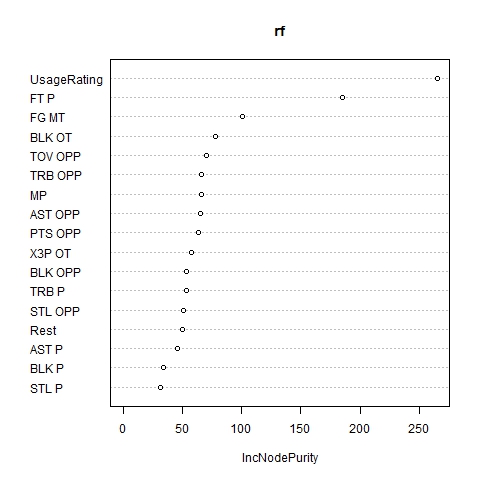 rf
UsageRating
FT P
FG MT
BLK OT
TOV OPP
TRB OPP
MP
AST OPP
PTS OPP
X3P OT
BLK OPP
TRB P
STL OPP
Rest
AST P
BLK P
STL P
0 50 100 150 200 250
IncNodePurity